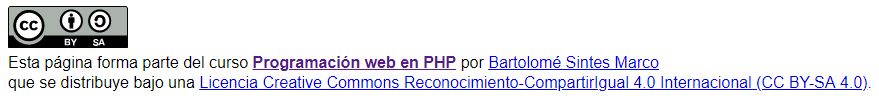 cc
BY SA
Esta página forma parte del curso Programación web en PHP por Bartolomé Sintes Marco
que se distribuye bajo una Licencia Creative Commons Reconocimiento-CompartirIgual 4.0 Internacional (CC BY-SA 4.0).